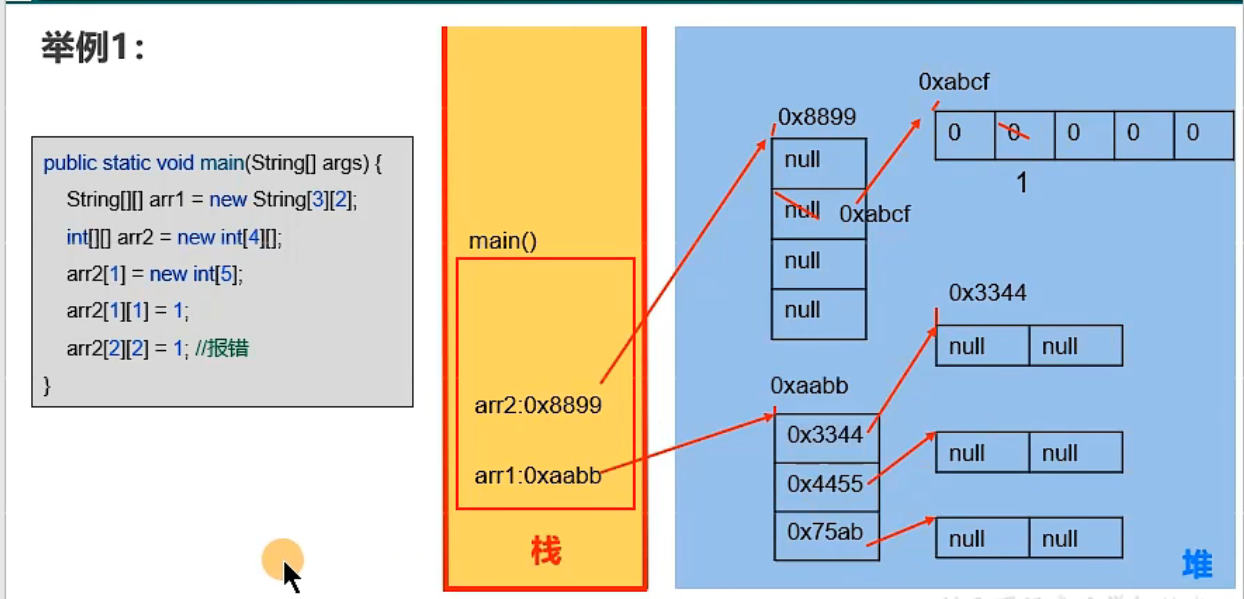 举例1：
public static void main(String[] args) {
String[][] arr1 = new String[3][2];
int[][] arr2 = new int[4][];
arr2[1] = new int[5];
arr2[1][1] = 1;
arr2[2][2] = 1; //报错
}
main()
arr2:0x8899
arr1:0xaabb
栈
0x8899
null
null 0xabcf
null
null
0xabcf
0 0 0 0 0
1
0xaabb
0x3344
0x4455
0x75ab
0x3344
null null
null null
null null
堆